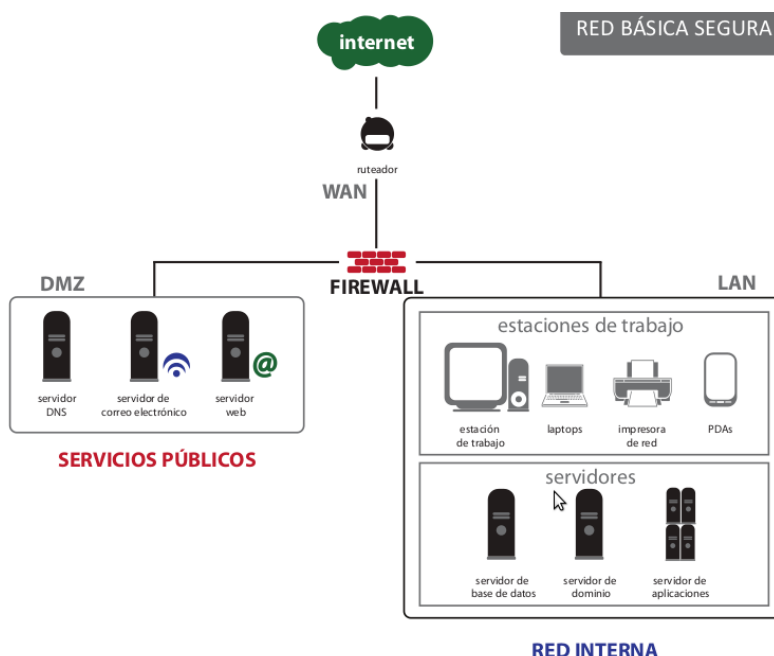 RED BÁSICA SEGURA
internet
ruteador
WAN
FIREWALL
DMZ
servidor
DNS
servidor de
correo electrónico
@
servidor
web
SERVICIOS PÚBLICOS
LAN
estaciones de trabajo
estación
de trabajo
laptops
impresora
de red
PDAs
servidores
servidor de
base de datos
servidor de
dominio
servidor de
aplicaciones
RED INTERNA